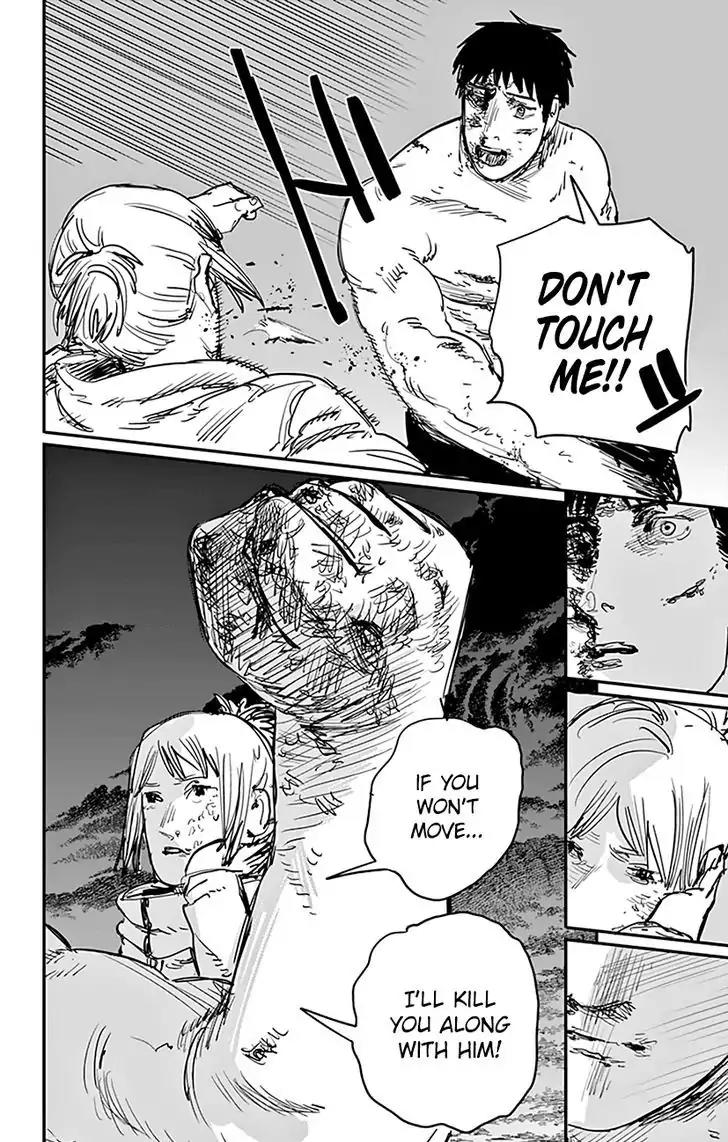 DON'T
TOUCH
ME!!
IF YOU
WON'T
MOVE...
I'LL KILL
YOU ALONG
WITH HIM!